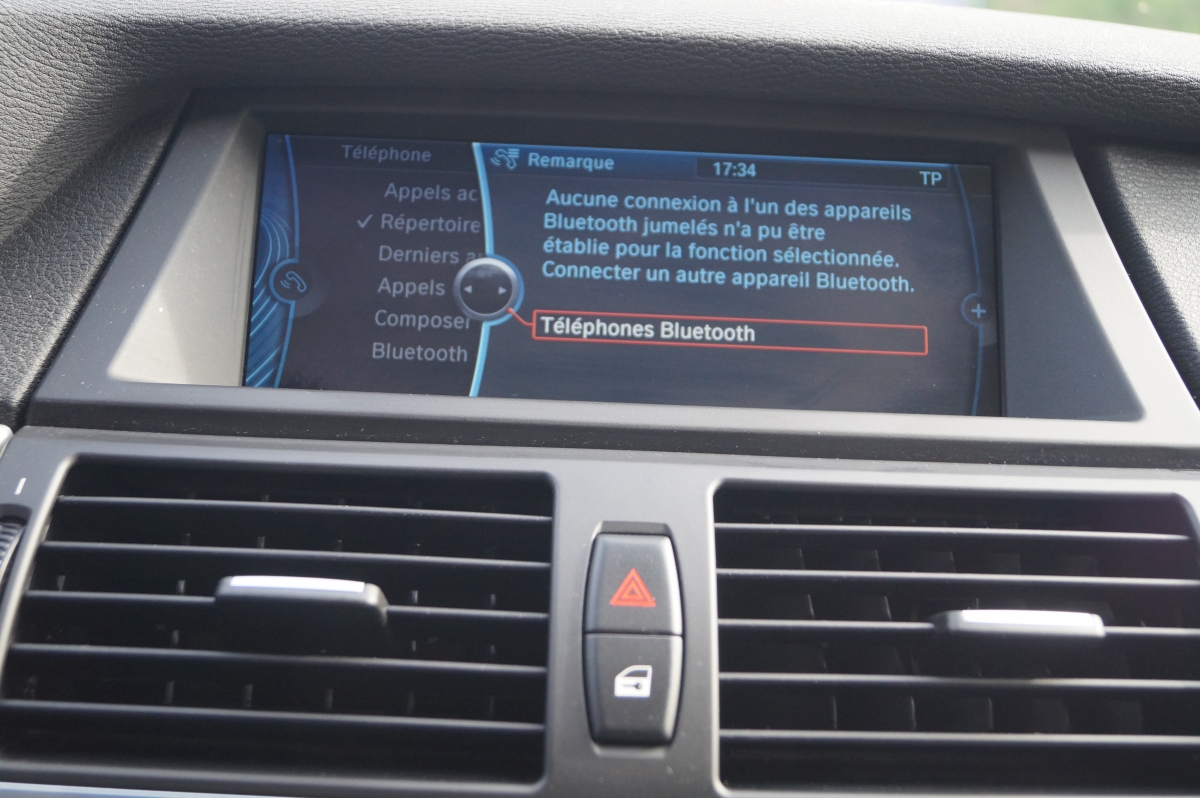 Téléphone
Appels ac
✓ Répertoire
Derniers a
Appels
Composer
Bluetooth
Remarque
17:34
TP
Aucune connexion à l'un des appareils
Bluetooth jumelés n'a pu être
établie pour la fonction sélectionnée.
Connecter un autre appareil Bluetooth.
Téléphones Bluetooth